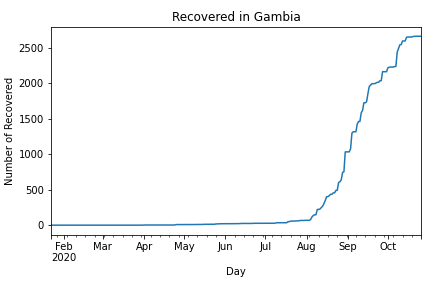 Recovered in Gambia
Number of Recovered
2500
2000
1500
1000
500
0
Feb Mar Apr May Jun Jul Aug Sep Oct
2020
Day